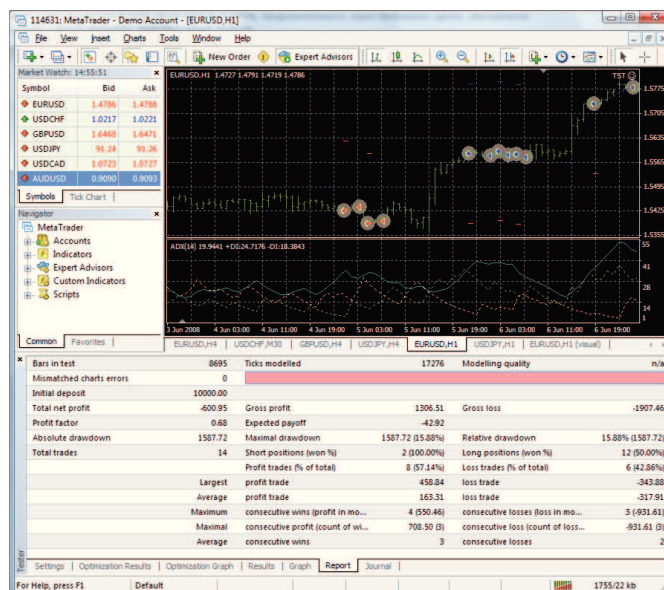 114631: MetaTrader - Demo Account - [EURUSD,H1]
File View Insert Charts Tools Window Help
New Order Expert Advisors
Market Watch: 14:55:51
Symbol Bid Ask
EURUSD 1.4786 1.4788
USDCHF 1.0217 1.0221
GBPUSD 1.6468 1.6471
USDJPY 91.24 91.26
USDCAD 1.0723 1.0727
AUDUSD 0.9090 0.9093
Symbols Tick Chart
Navigator
MetaTrader
Accounts
Indicators
Expert Advisors
Custom Indicators
Scripts
Common Favorites
EURUSD,H1 1.4727 1.4791 1.4719 1.4786
TST
1.5775
1.5705
1.5635
1.5565
1.5495
1.5425
1.5355
ADX(14) 19.9441 +DI:24.7176 -DI:18.3843
55
41
28
14
1
3 Jun 2008 4 Jun 03:00 4 Jun 11:00 4 Jun 19:00 5 Jun 03:00 5 Jun 11:00 5 Jun 19:00 6 Jun 03:00 6 Jun 11:00 6 Jun 19:00
EURUSD,H4 USDCHF,M30 GBPUSD,H4 USDJPY,H4 EURUSD,H1 USDJPY,H1 EURUSD,H1 (visual)
Bars in test 8695 Ticks modelled 17276 Modelling quality n/a
Mismatched charts errors 0
Initial deposit 10000.00
Total net profit -600.95 Gross profit 1306.51 Gross loss -1907.46
Profit factor 0.68 Expected payoff -42.92
Absolute drawdown 1587.72 Maximal drawdown 1587.72 (15.88%) Relative drawdown 15.88% (1587.72)
Total trades 14 Short positions (won %) 2 (100.00%) Long positions (won %) 12 (50.00%)
Profit trades (% of total) 8 (57.14%) Loss trades (% of total) 6 (42.86%)
Largest profit trade 458.84 loss trade -343.88
Average profit trade 163.31 loss trade -317.91
Maximum consecutive wins (profit in mo... 4 (550.46) consecutive losses (loss in mo... 3 (-931.61)
Maximal consecutive profit (count of wi... 708.50 (3) consecutive loss (count of loss... -931.61 (3)
Average consecutive wins 3 consecutive losses 2
Tester
Settings Optimization Results Optimization Graph Results Graph Report Journal
For Help, press F1 Default 1755/22 kb